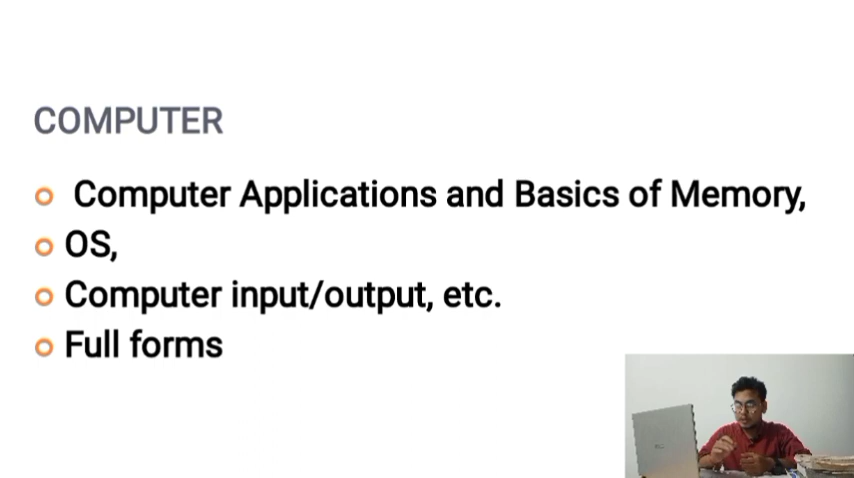 COMPUTER
Computer Applications and Basics of Memory,
OS,
Computer input/output, etc.
Full forms